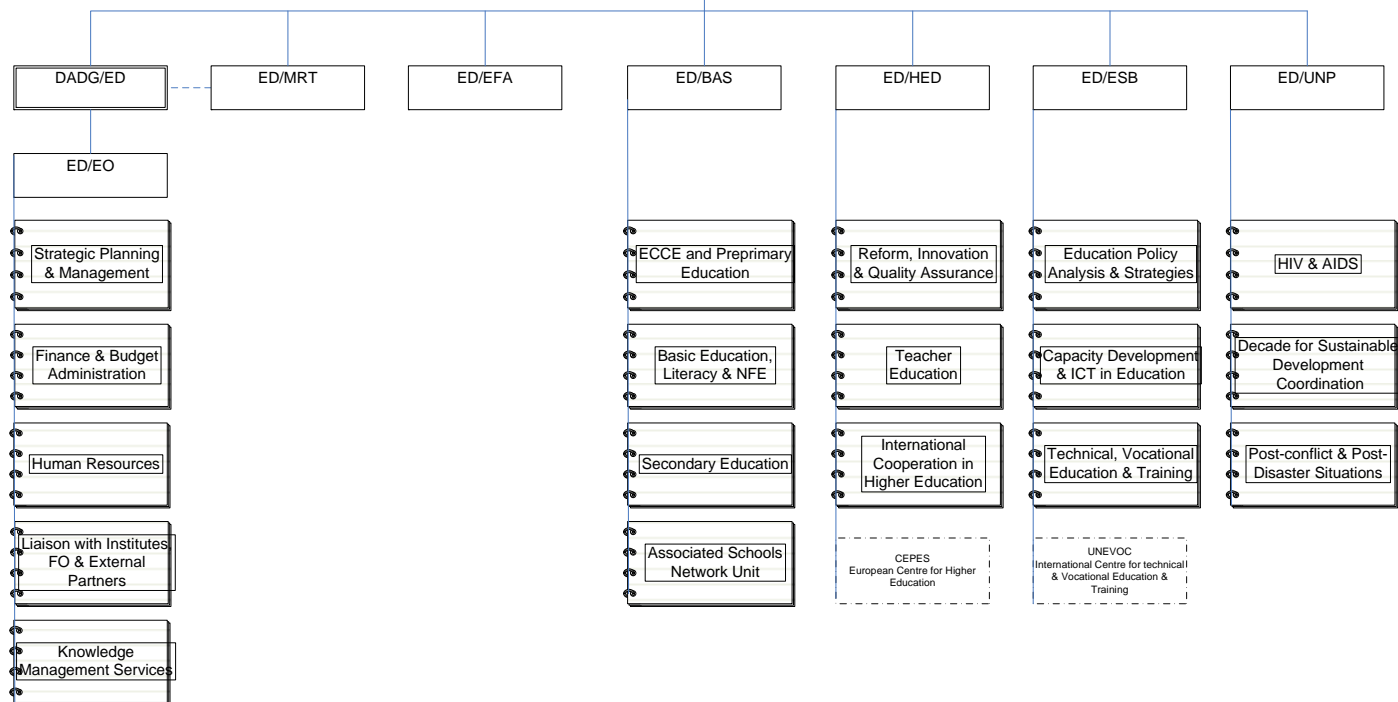 DADG/ED
ED/MRT
ED/EFA
ED/BAS
ED/HED
ED/ESB
ED/UNP
ED/EO
Strategic Planning
& Management
Finance & Budget
Administration
Human Resources
Liaison with Institutes,
FO & External
Partners
Knowledge
Management Services
ECCE and Preprimary
Education
Basic Education,
Literacy & NFE
Secondary Education
Associated Schools
Network Unit
Reform, Innovation
& Quality Assurance
Teacher
Education
International
Cooperation in
Higher Education
CEPES
European Centre for Higher
Education
Education Policy
Analysis & Strategies
Capacity Development
& ICT in Education
Technical, Vocational
Education & Training
UNEVOC
International Centre for technical
& Vocational Education &
Training
HIV & AIDS
Decade for Sustainable
Development
Coordination
Post-conflict & Post-
Disaster Situations